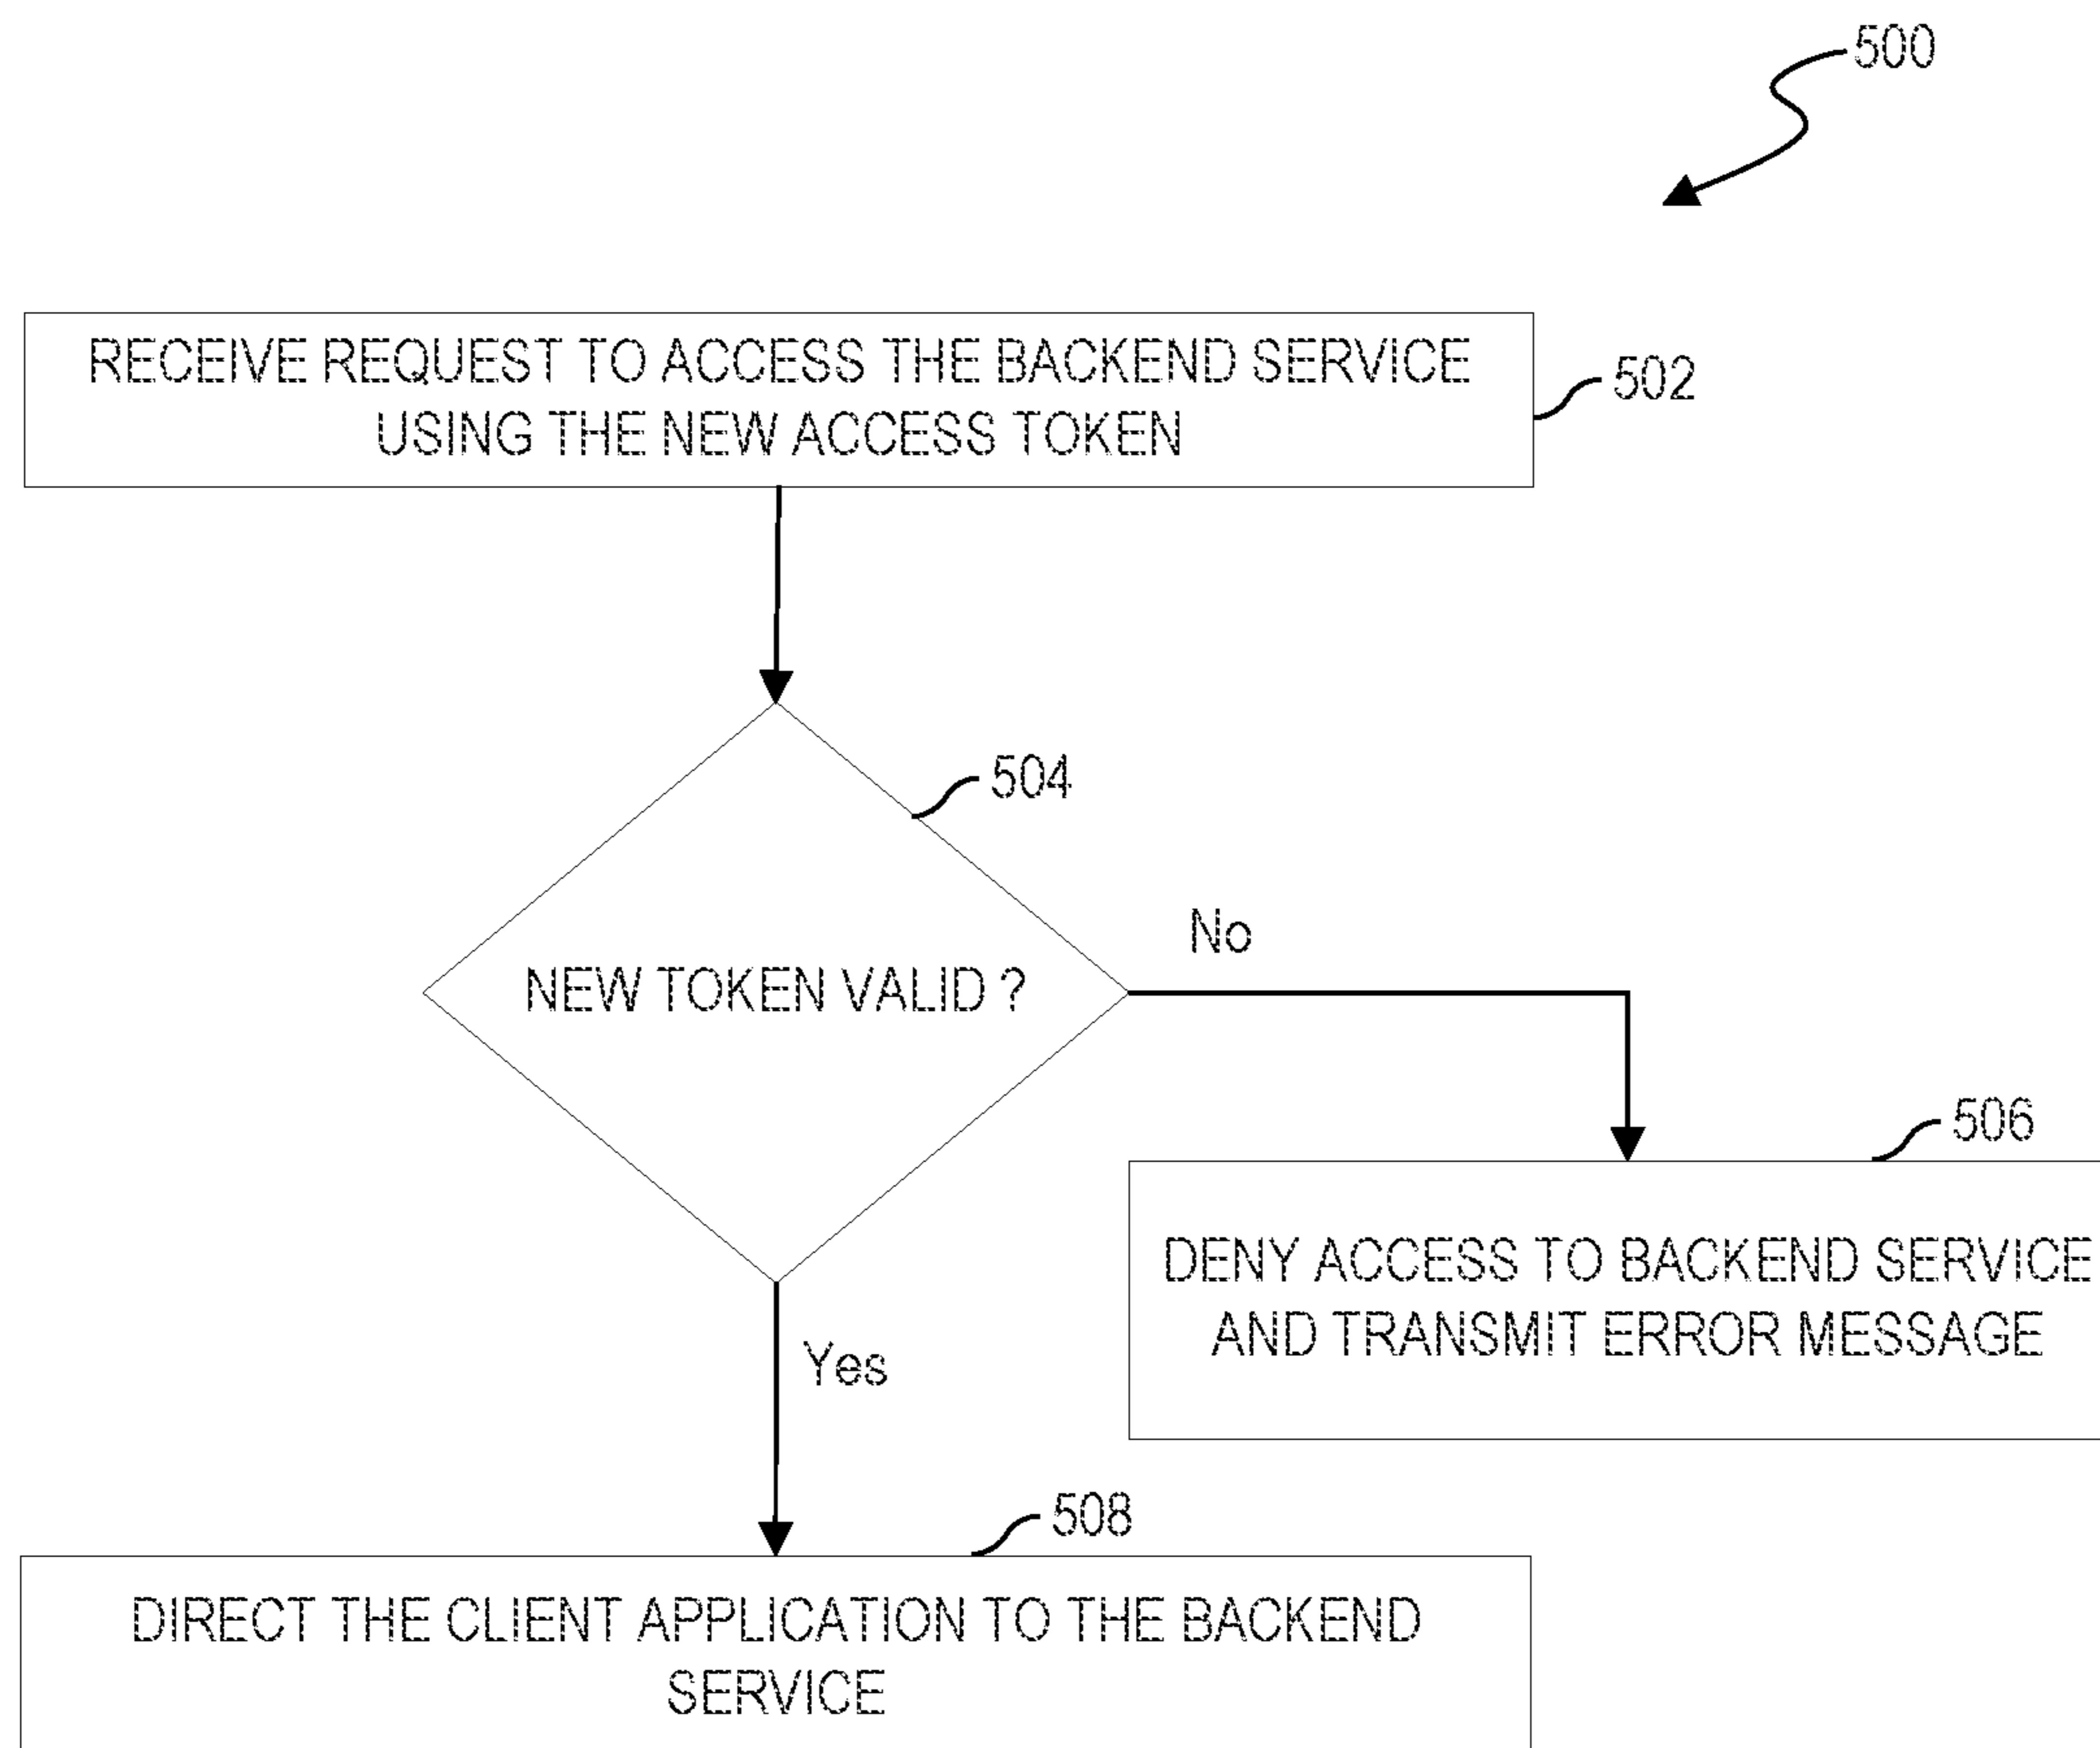 500
RECEIVE REQUEST TO ACCESS THE BACKEND SERVICE
USING THE NEW ACCESS TOKEN
502
504
NEW TOKEN VALID ?
No
506
DENY ACCESS TO BACKEND SERVICE
AND TRANSMIT ERROR MESSAGE
Yes
508
DIRECT THE CLIENT APPLICATION TO THE BACKEND
SERVICE